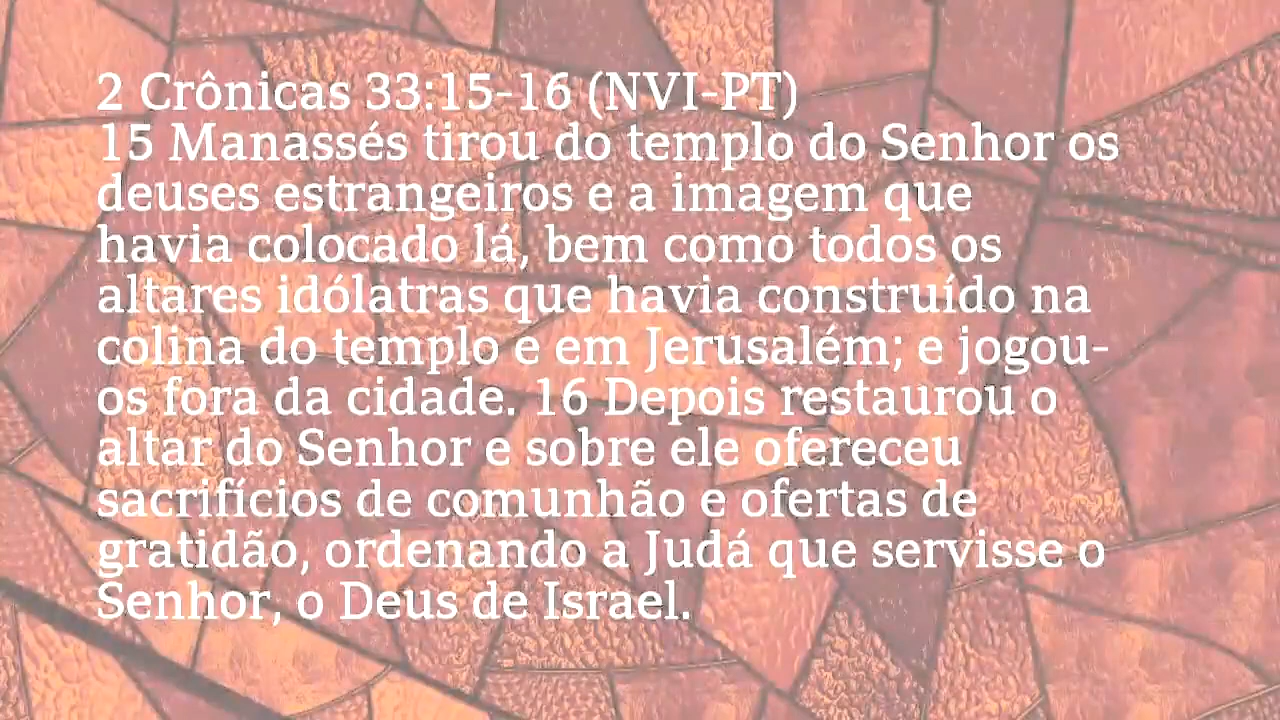 2 Crônicas 33:15-16 (NVI-PT)
15 Manassés tirou do templo do Senhor os
deuses estrangeiros e a imagem que
havia colocado lá, bem como todos os
altares idólatras que havia construído na
colina do templo e em Jerusalém; e jogou-
os fora da cidade. 16 Depois restaurou o
altar do Senhor e sobre ele ofereceu
sacrifícios de comunhão e ofertas de
gratidão, ordenando a Judá que servisse o
Senhor, o Deus de Israel.